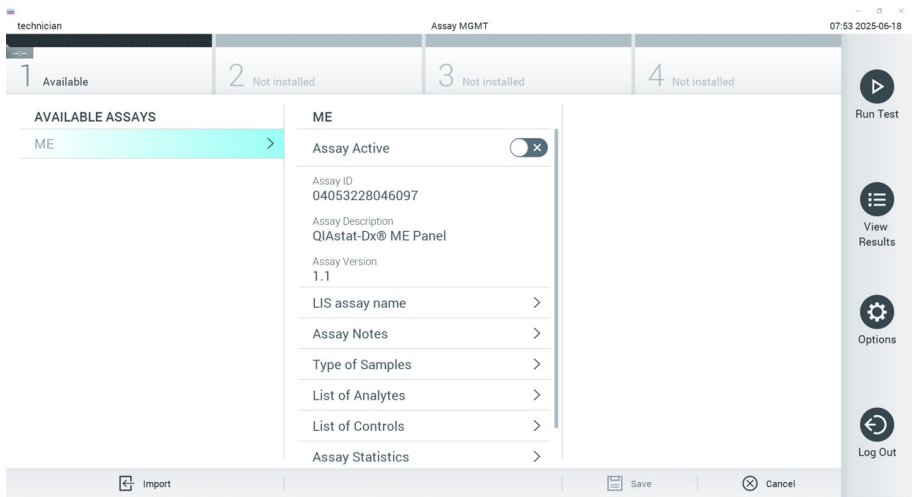 technician
Assay MGMT
07:53 2025-06-18
--:--
1 Available
2 Not installed
3 Not installed
4 Not installed
AVAILABLE ASSAYS
ME
ME
Assay Active
Assay ID
04053228046097
Assay Description
QIAstat-Dx® ME Panel
Assay Version
1.1
LIS assay name
Assay Notes
Type of Samples
List of Analytes
List of Controls
Assay Statistics
Run Test
View
Results
Options
Log Out
Import
Save
Cancel